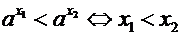 a^{x_1} < a^{x_2} ⇔ x_1 < x_2